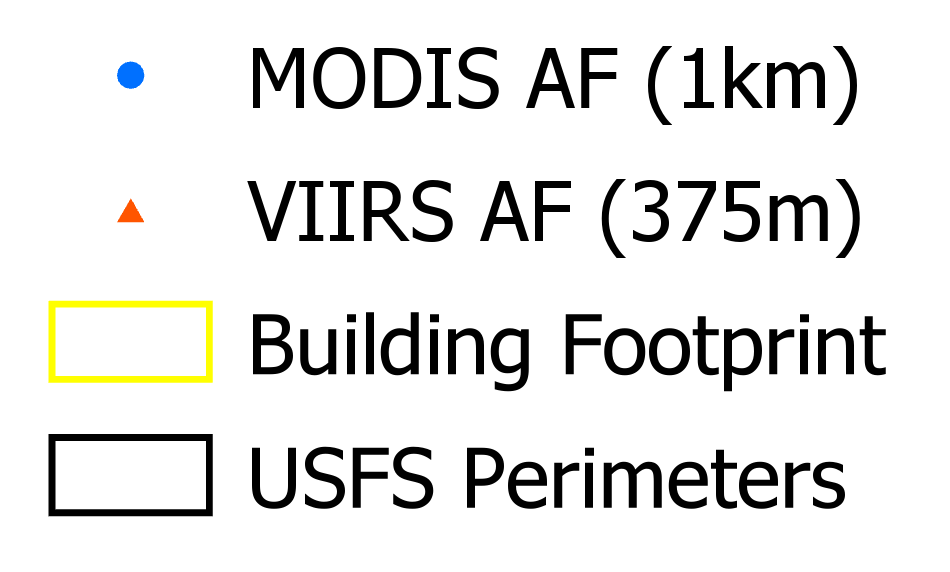 MODIS AF (1km)
VIIRS AF (375m)
Building Footprint
USFS Perimeters